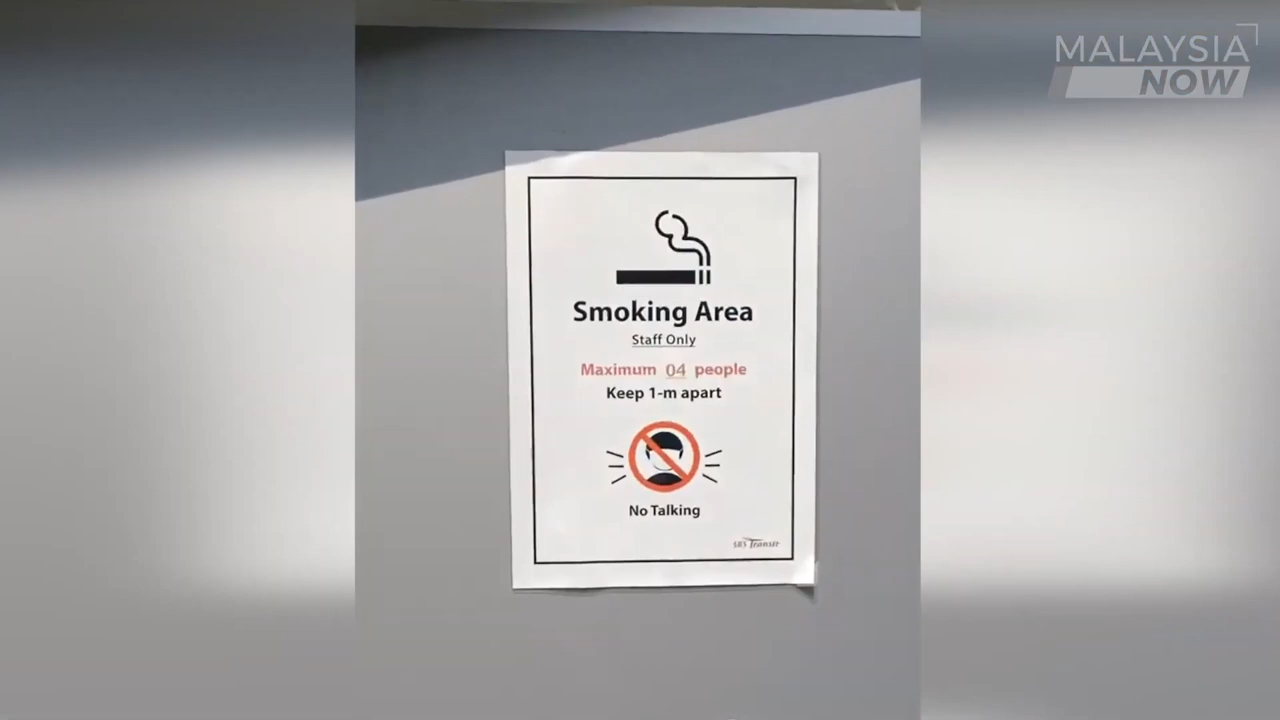 MALAYSIA
NOW
Smoking Area
Staff Only
Maximum 04 people
Keep 1-m apart
No Talking
SBS Transit